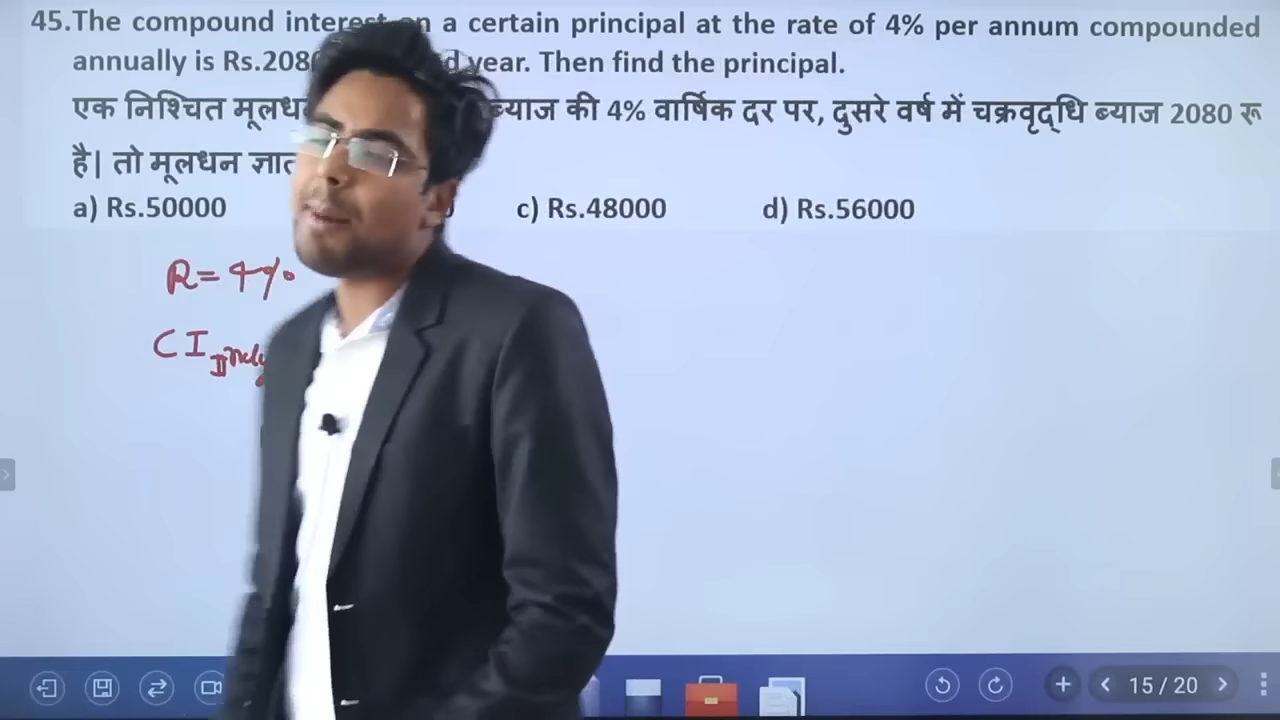 45.The compound interest on a certain principal at the rate of 4% per annum compounded
annually is Rs.208 year. Then find the principal.
एक निश्चित मूलध ब्याज की 4% वार्षिक दर पर, दुसरे वर्ष में चक्रवृद्धि ब्याज 2080 रू
है| तो मूलधन ज्ञात
a) Rs.50000 c) Rs.48000 d) Rs.56000
R = 4%
CI
15 / 20